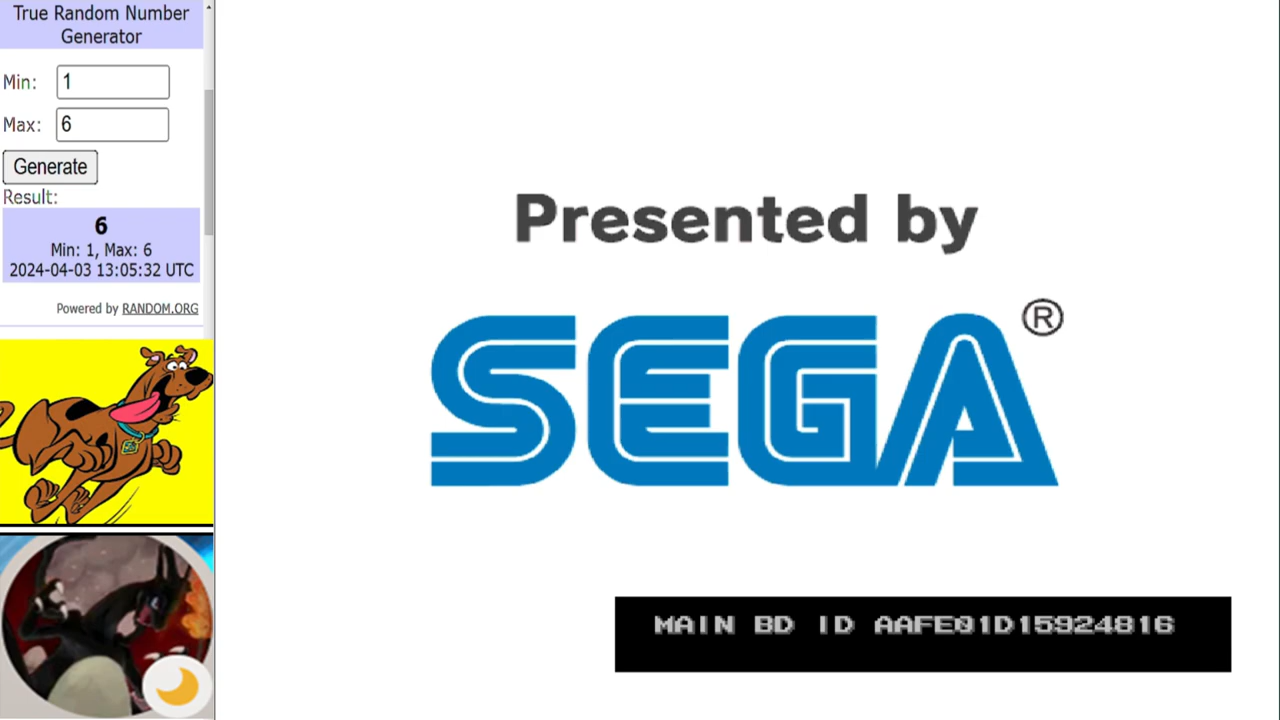 True Random Number
Generator
Min: 1
Max: 6
Generate
Result:
6
Min: 1, Max: 6
2024-04-03 13:05:32 UTC
Powered by RANDOM.ORG
Presented by
SEGA®
MAIN BD ID AAFE01D15924816
SD